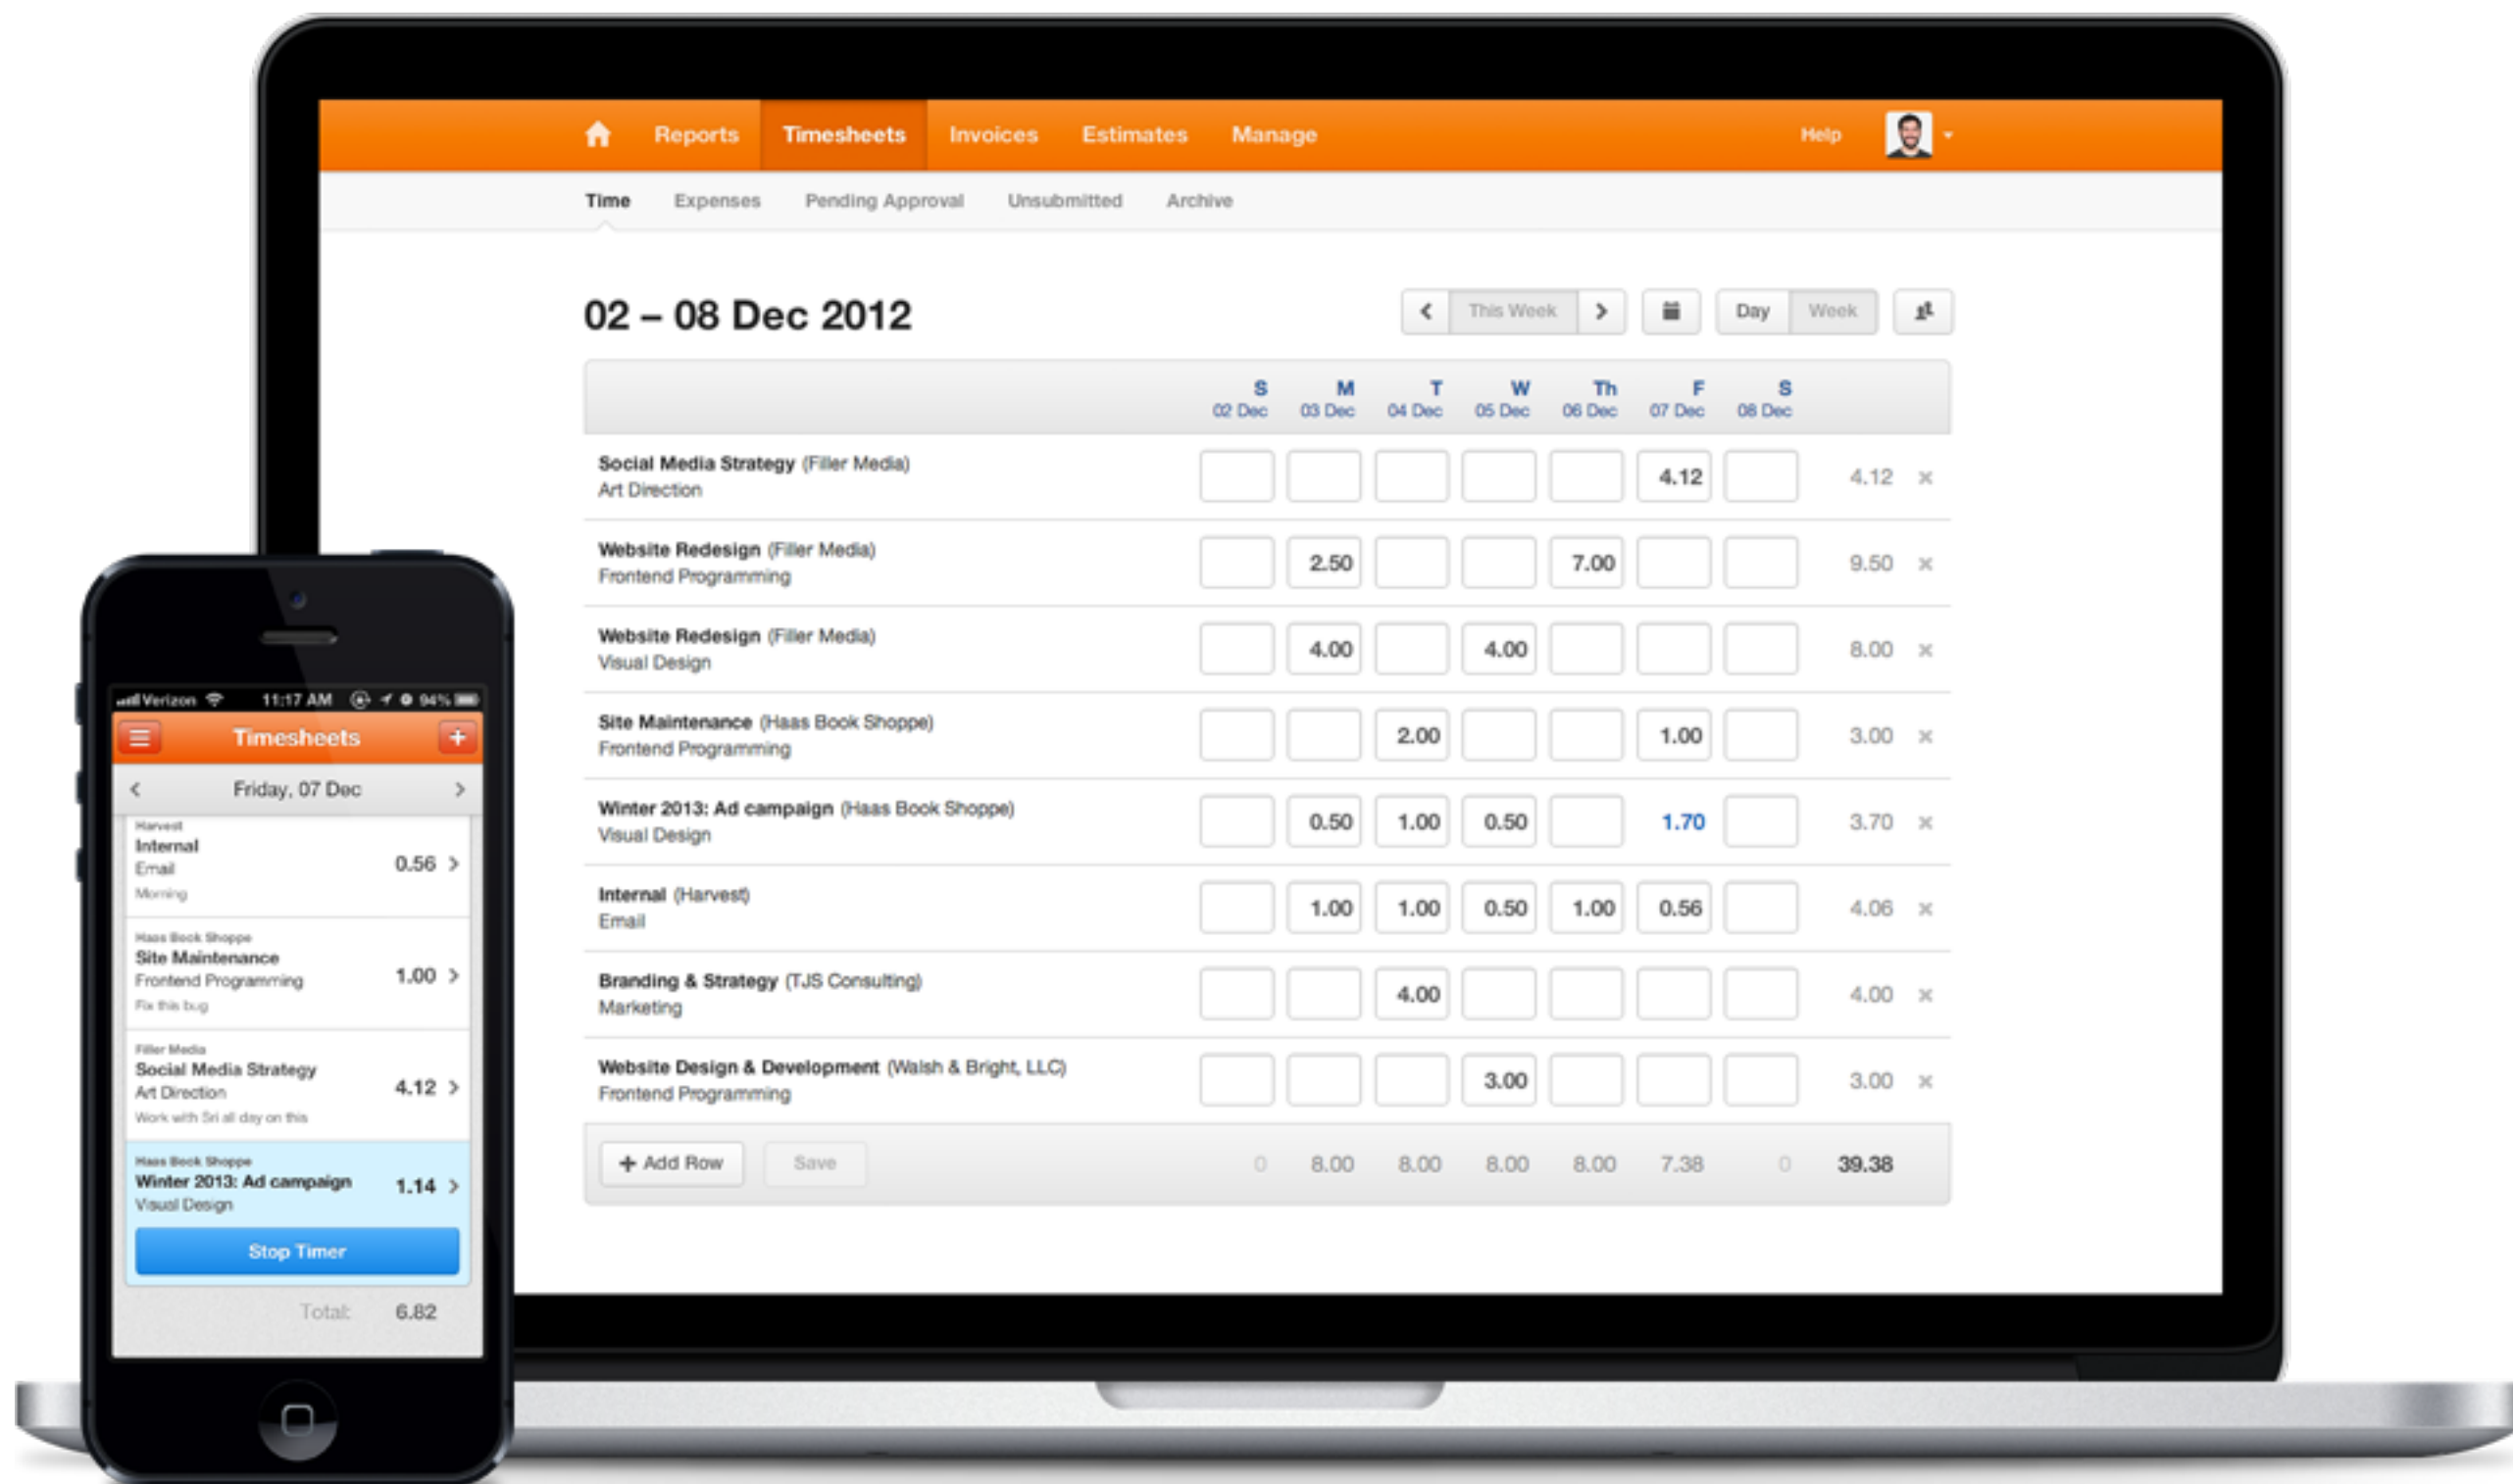 Reports Timesheets Invoices Estimates Manage Help
Time Expenses Pending Approval Unsubmitted Archive
02 – 08 Dec 2012 This Week Day Week
S M T W Th F S
02 Dec 03 Dec 04 Dec 05 Dec 06 Dec 07 Dec 08 Dec
Social Media Strategy (Filler Media)
Art Direction
4.12 4.12 ×
Website Redesign (Filler Media)
Frontend Programming
2.50 7.00 9.50 ×
Website Redesign (Filler Media)
Visual Design
4.00 4.00 8.00 ×
Site Maintenance (Haas Book Shoppe)
Frontend Programming
2.00 1.00 3.00 ×
Winter 2013: Ad campaign (Haas Book Shoppe)
Visual Design
0.50 1.00 0.50 1.70 3.70 ×
Internal (Harvest)
Email
1.00 1.00 0.50 1.00 0.56 4.06 ×
Branding & Strategy (TJS Consulting)
Marketing
4.00 4.00 ×
Website Design & Development (Walsh & Bright, LLC)
Frontend Programming
3.00 3.00 ×
+ Add Row Save 0 8.00 8.00 8.00 8.00 7.38 0 39.38
Verizon 11:17 AM 94%
Timesheets +
< Friday, 07 Dec >
Harvest
Internal
Email
0.56 >
Morning
Haas Book Shoppe
Site Maintenance
Frontend Programming
1.00 >
Fix this bug
Filler Media
Social Media Strategy
Art Direction
4.12 >
Work with Sri all day on this
Haas Book Shoppe
Winter 2013: Ad campaign
Visual Design
1.14 >
Stop Timer
Total: 6.82